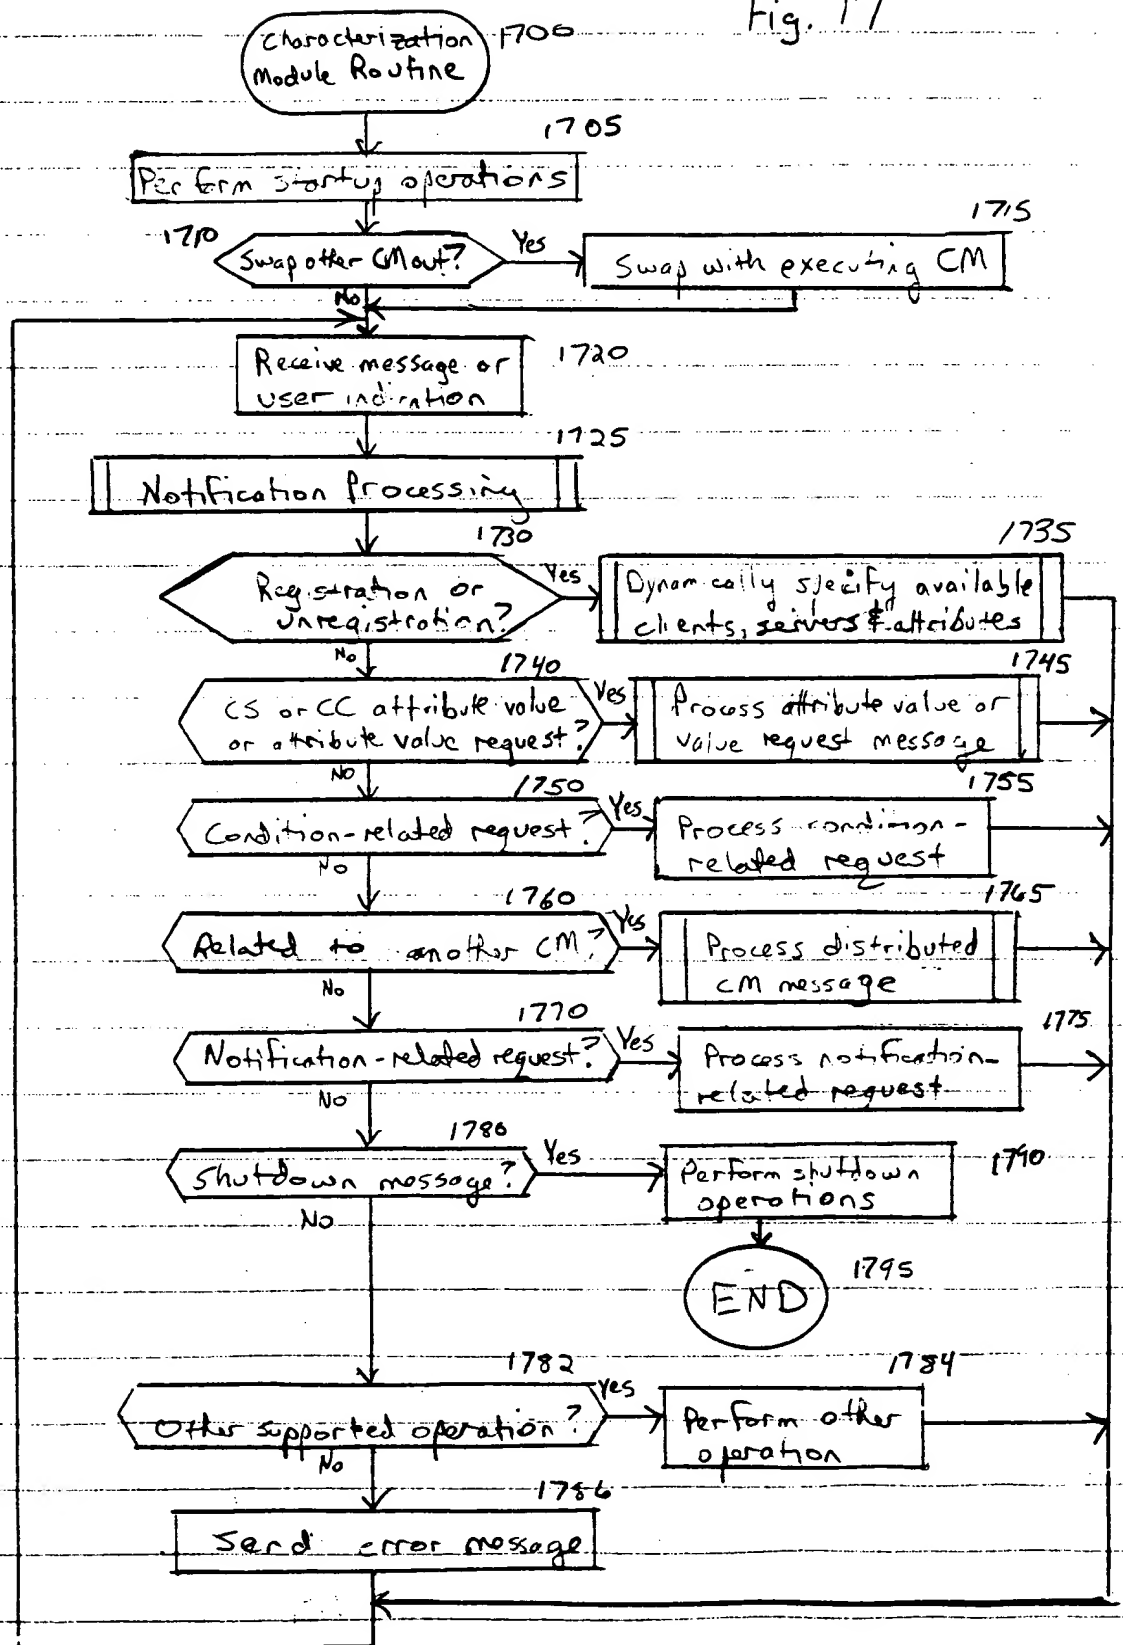 Fig. 17
Characterization 1700
Module Routine
1705
Perform startup operations
1710
Swap other CM out?
Yes
1715
Swap with executing CM
No
Receive message or
user indication
1720
1725
Notification Processing
1730
Registration or
unregistration?
Yes
1735
Dynamically specify available
clients, servers & attributes
No
1740
CS or CC attribute value
or attribute value request?
Yes
1745
Process attribute value or
value request message
No
1750
Condition-related request?
Yes
1755
Process condition-
related request
No
1760
Related to another CM?
Yes
1765
Process distributed
CM message
No
1770
Notification-related request?
Yes
1775
Process notification-
related request
No
1780
Shutdown message?
Yes
Perform shutdown
operations
1790
No
END
1795
1782
Other supported operation?
Yes
1784
Perform other
operation
No
1786
Send error message